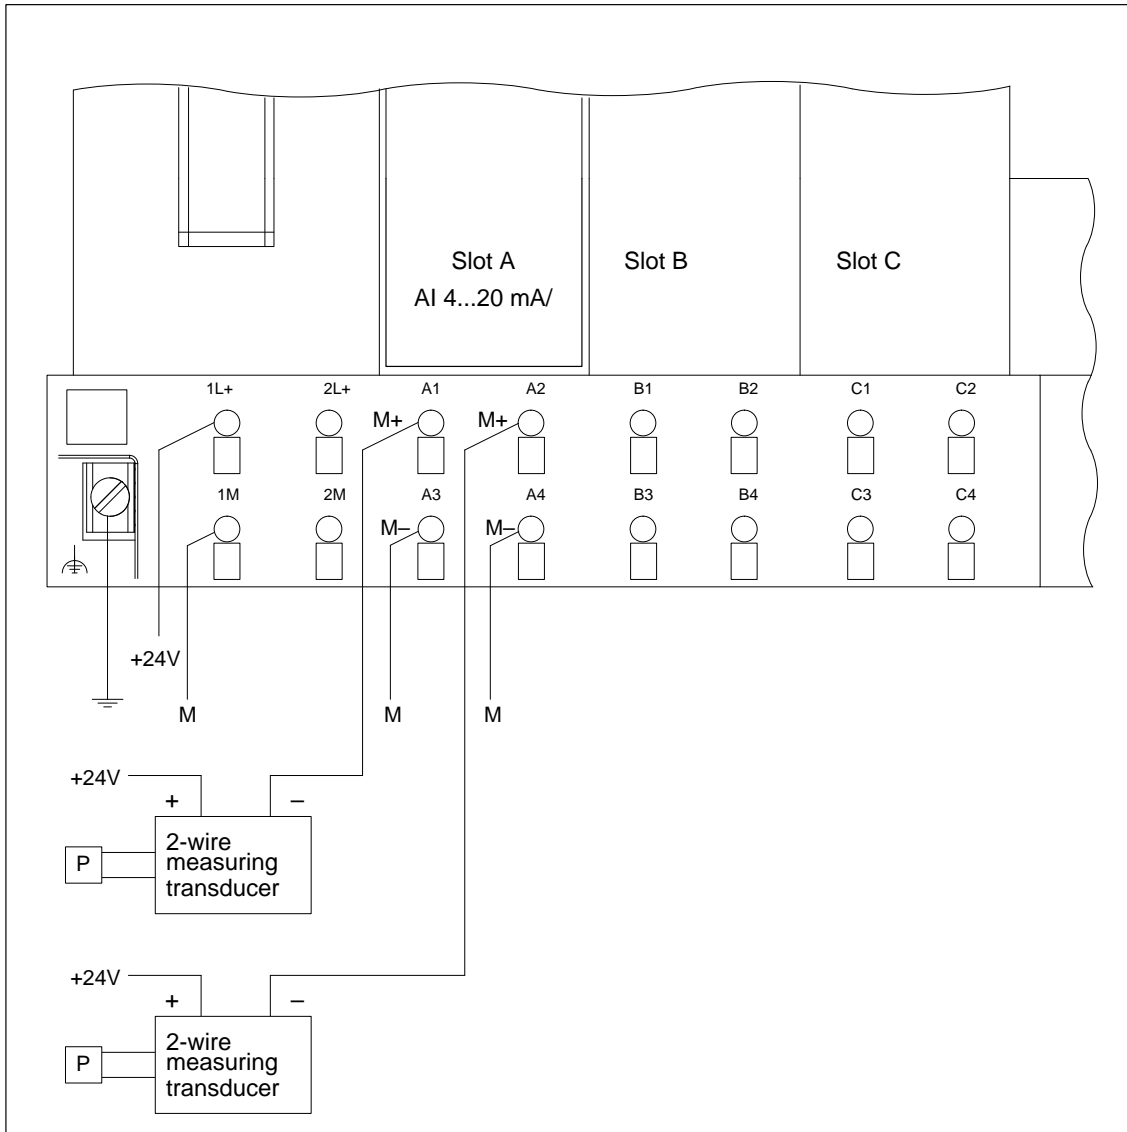 Slot A
AI 4...20 mA/
Slot B
Slot C
1L+
2L+
A1
A2
B1
B2
C1
C2
M+
M+
1M
2M
A3
A4
B3
B4
C3
C4
M–
M–
+24V
M
M
M
+24V
+
–
P
2-wire
measuring
transducer
+24V
+
–
P
2-wire
measuring
transducer